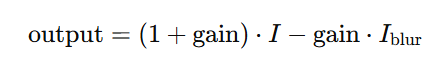 output = (1 + gain) · I − gain · I_blur